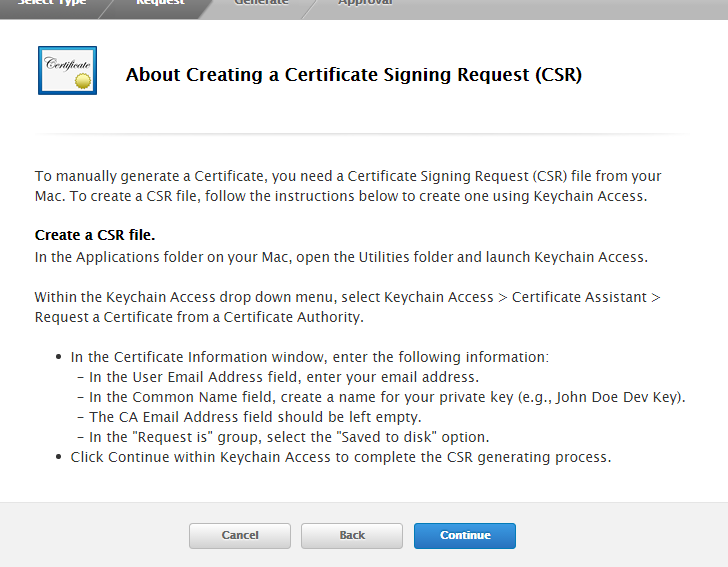 Select Type Request Generate Approval
Certificate
About Creating a Certificate Signing Request (CSR)
To manually generate a Certificate, you need a Certificate Signing Request (CSR) file from your
Mac. To create a CSR file, follow the instructions below to create one using Keychain Access.
Create a CSR file.
In the Applications folder on your Mac, open the Utilities folder and launch Keychain Access.
Within the Keychain Access drop down menu, select Keychain Access > Certificate Assistant >
Request a Certificate from a Certificate Authority.
• In the Certificate Information window, enter the following information:
– In the User Email Address field, enter your email address.
– In the Common Name field, create a name for your private key (e.g., John Doe Dev Key).
– The CA Email Address field should be left empty.
– In the "Request is" group, select the "Saved to disk" option.
• Click Continue within Keychain Access to complete the CSR generating process.
Cancel Back Continue